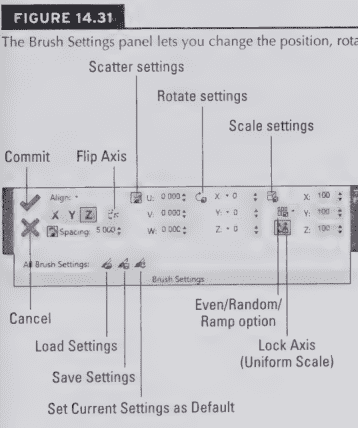 FIGURE 14.31
The Brush Settings panel lets you change the position, rota
Scatter settings
Rotate settings
Scale settings
Commit
Flip Axis
Align:
U: 0.000
X
0
X: 100
X Y Z
V: 0.000
Y:
0
Y: 100
Spacing: 5.000
W: 0.000
Z
0
Z: 100
All Brush Settings:
Brush Settings
Even/Random/
Ramp option
Cancel
Lock Axis
(Uniform Scale)
Load Settings
Save Settings
Set Current Settings as Default